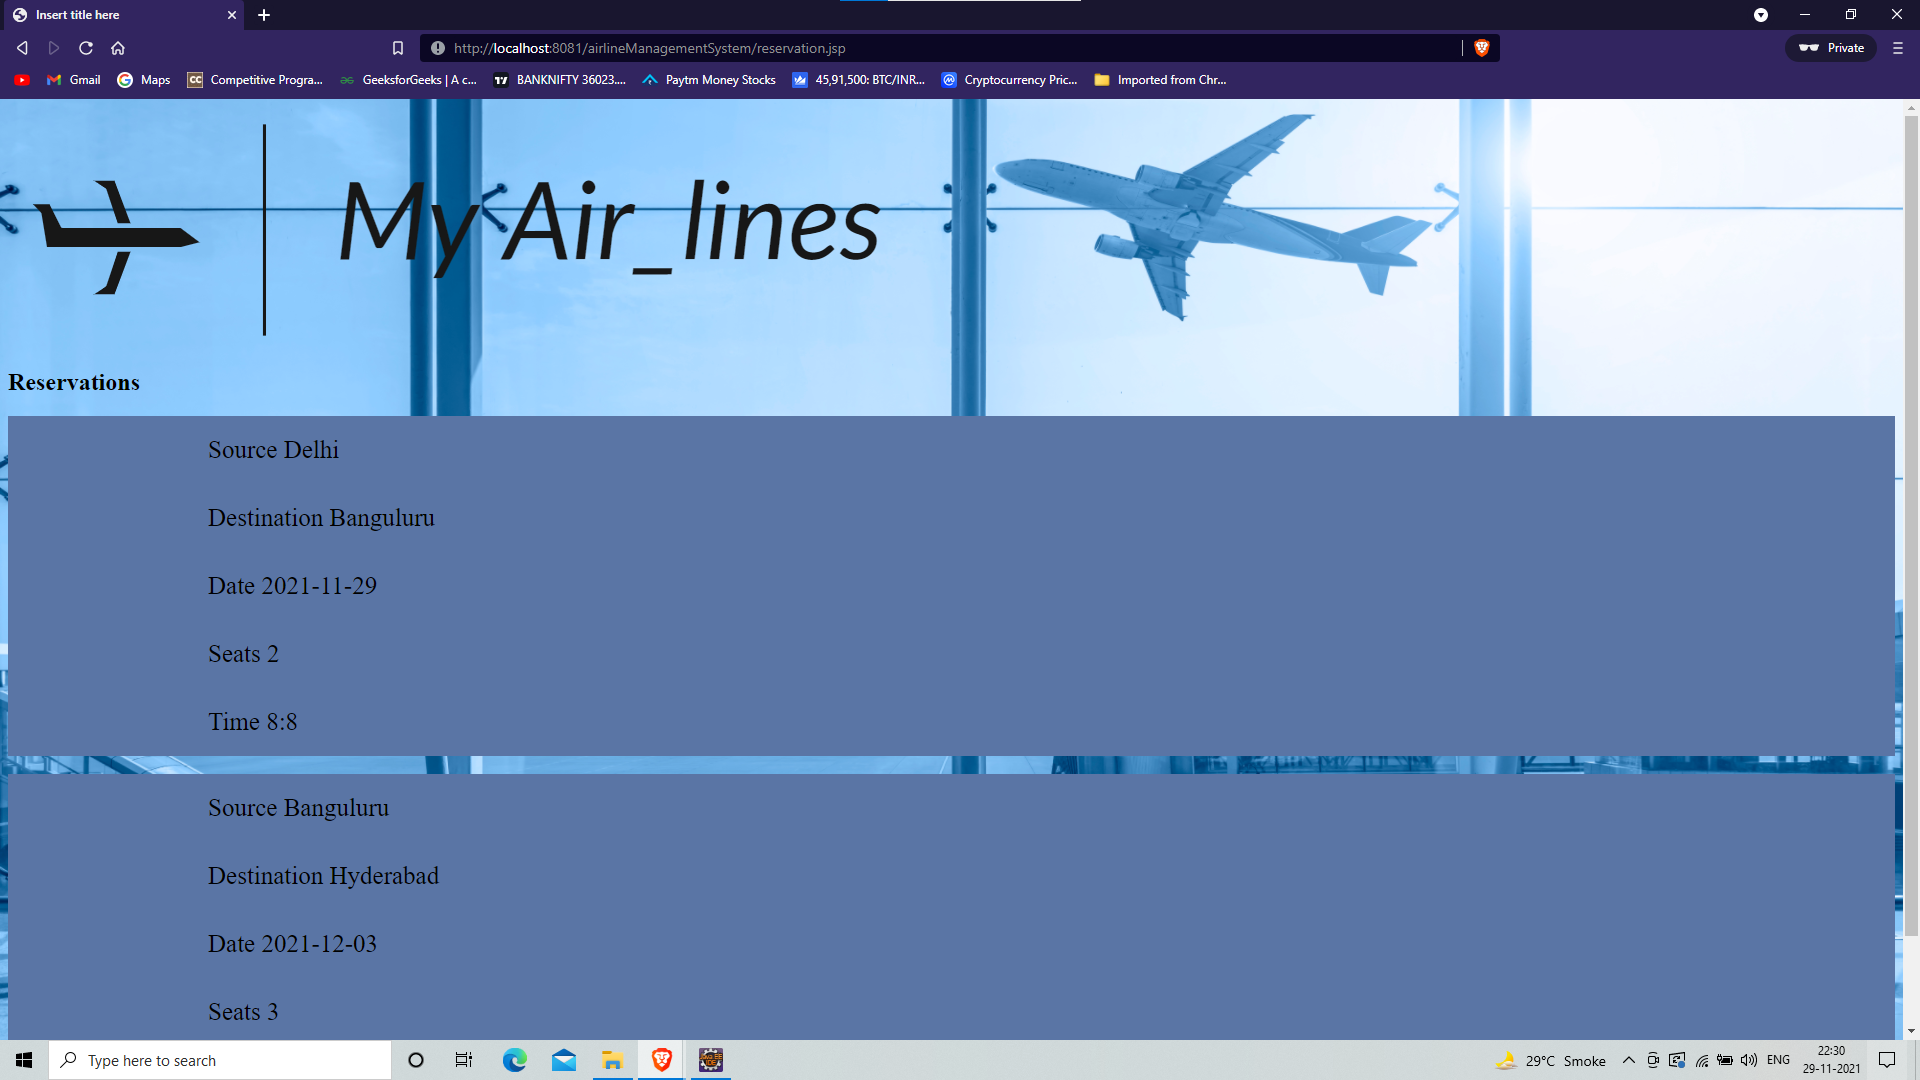 Insert title here
http://localhost:8081/airlineManagementSystem/reservation.jsp
Private
Gmail
Maps
CC
Competitive Progra...
GeeksforGeeks | A c...
BANKNIFTY 36023....
Paytm Money Stocks
45,91,500: BTC/INR...
Cryptocurrency Pric...
Imported from Chr...
My Air_lines
Reservations
Source Delhi
Destination Banguluru
Date 2021-11-29
Seats 2
Time 8:8
Source Banguluru
Destination Hyderabad
Date 2021-12-03
Seats 3
Type here to search
29°C Smoke
ENG
22:30
29-11-2021